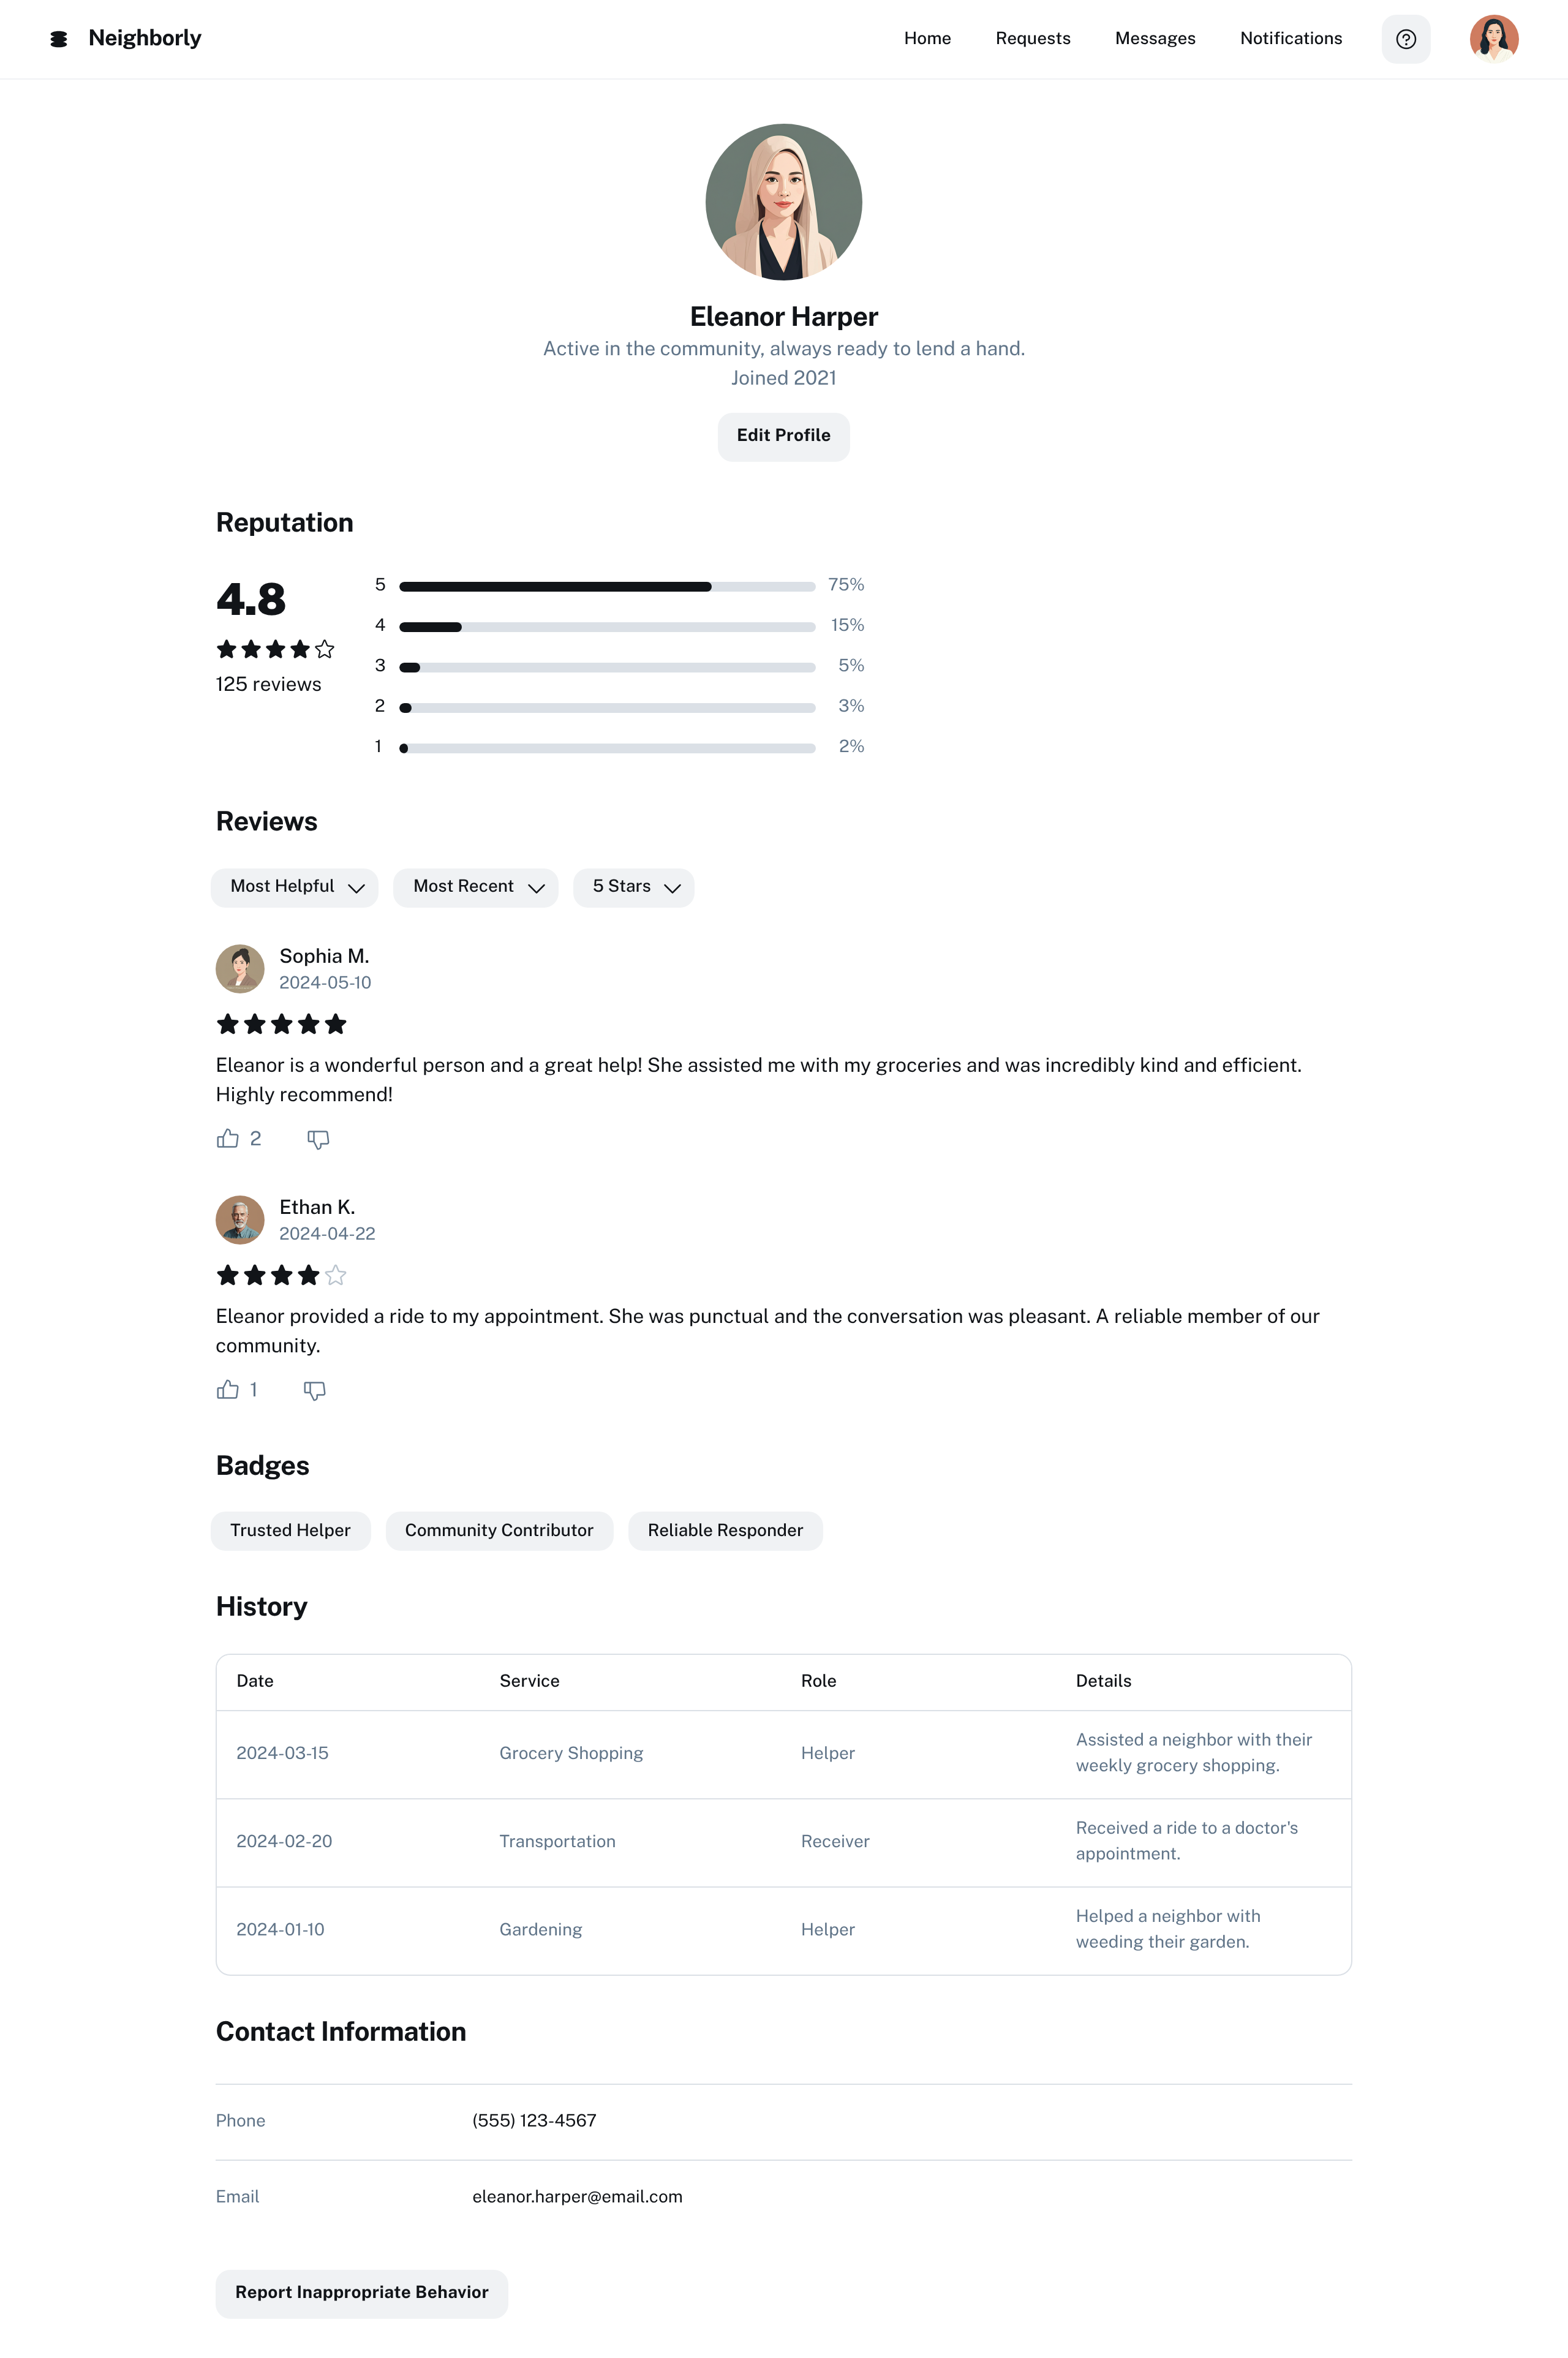 Neighborly
Home Requests Messages Notifications
Eleanor Harper
Active in the community, always ready to lend a hand.
Joined 2021
Edit Profile
Reputation
4.8
125 reviews
5 75%
4 15%
3 5%
2 3%
1 2%
Reviews
Most Helpful Most Recent 5 Stars
Sophia M.
2024-05-10
Eleanor is a wonderful person and a great help! She assisted me with my groceries and was incredibly kind and efficient.
Highly recommend!
2
Ethan K.
2024-04-22
Eleanor provided a ride to my appointment. She was punctual and the conversation was pleasant. A reliable member of our
community.
1
Badges
Trusted Helper Community Contributor Reliable Responder
History
Date Service Role Details
2024-03-15 Grocery Shopping Helper Assisted a neighbor with their
weekly grocery shopping.
2024-02-20 Transportation Receiver Received a ride to a doctor's
appointment.
2024-01-10 Gardening Helper Helped a neighbor with
weeding their garden.
Contact Information
Phone (555) 123-4567
Email eleanor.harper@email.com
Report Inappropriate Behavior